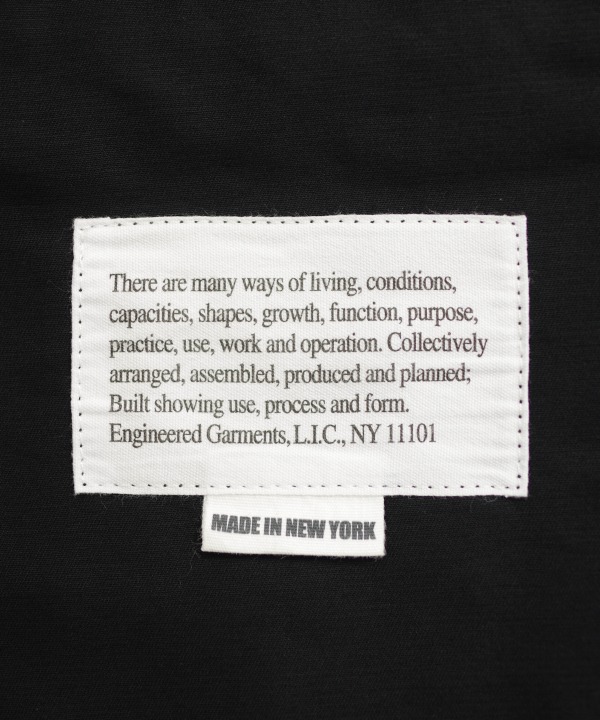 There are many ways of living, conditions,
capacities, shapes, growth, function, purpose,
practice, use, work and operation. Collectively
arranged, assembled, produced and planned;
Built showing use, process and form.
Engineered Garments, L.I.C., NY 11101
MADE IN NEW YORK